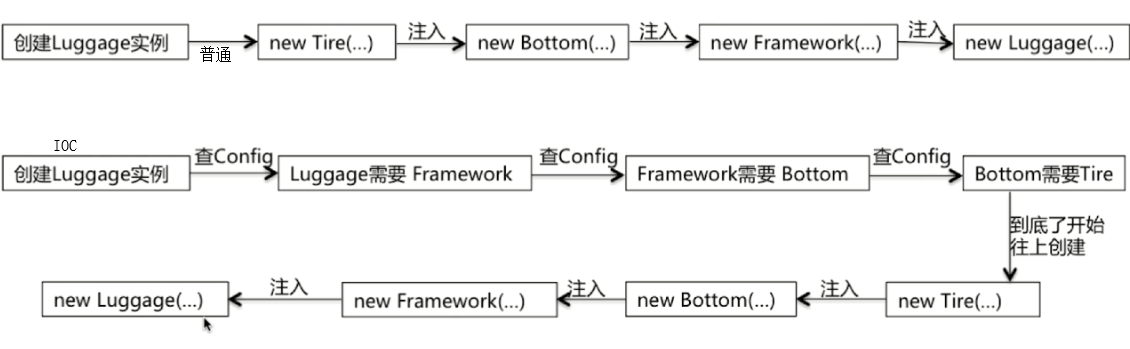 创建Luggage实例
普通
new Tire(...)
注入
new Bottom(...)
注入
new Framework(...)
注入
new Luggage(...)
IOC
创建Luggage实例
查Config
Luggage需要 Framework
查Config
Framework需要 Bottom
查Config
Bottom需要Tire
到底了开始
往上创建
new Luggage(...)
注入
new Framework(...)
注入
new Bottom(...)
注入
new Tire(...)